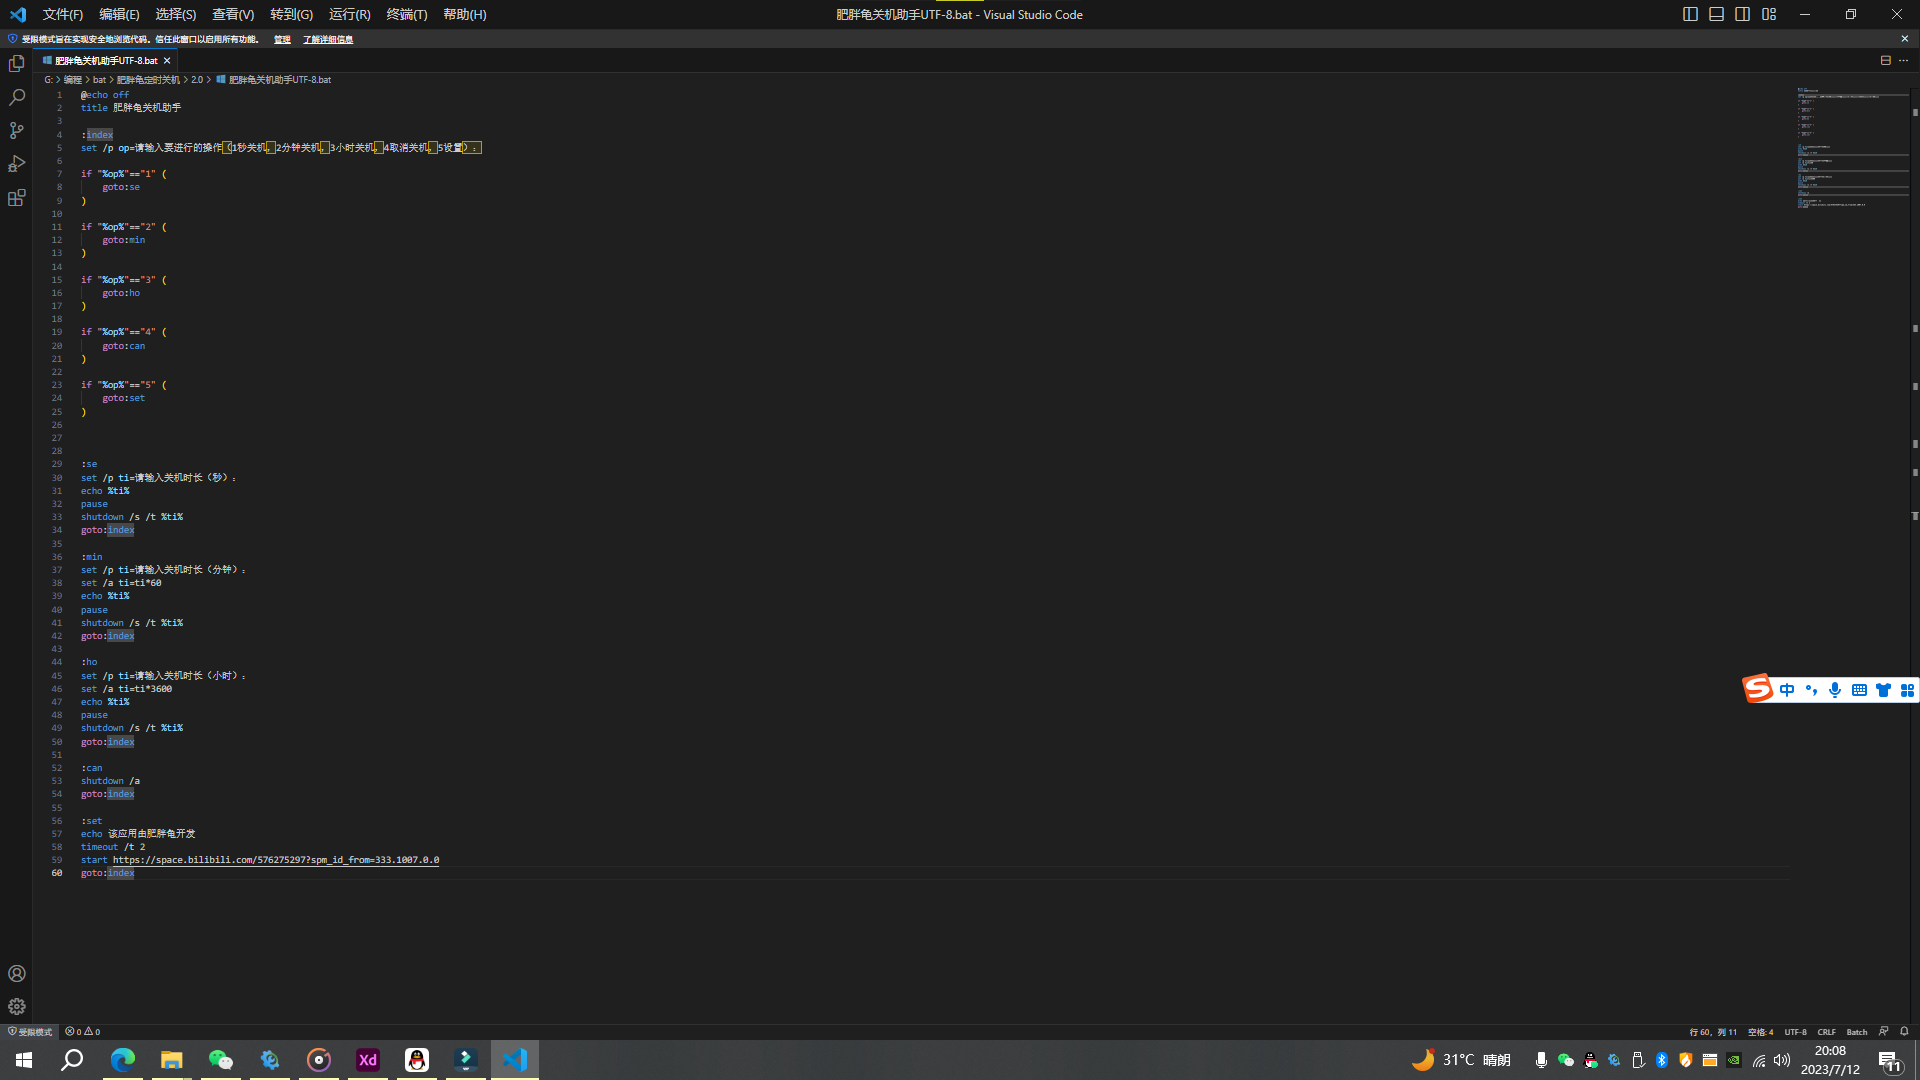 文件(F) 编辑(E) 选择(S) 查看(V) 转到(G) 运行(R) 终端(T) 帮助(H)
肥胖龟关机助手UTF-8.bat - Visual Studio Code
受限模式旨在实现安全地浏览代码。信任此窗口以启用所有功能。 管理 了解详细信息
肥胖龟关机助手UTF-8.bat
G: > 编程 > bat > 肥胖龟定时关机 > 2.0 > 肥胖龟关机助手UTF-8.bat
1 @echo off
2 title 肥胖龟关机助手
3
4 :index
5 set /p op=请输入要进行的操作（1秒关机，2分钟关机，3小时关机，4取消关机，5设置）：
6
7 if "%op%"=="1" (
8 goto:se
9 )
10
11 if "%op%"=="2" (
12 goto:min
13 )
14
15 if "%op%"=="3" (
16 goto:ho
17 )
18
19 if "%op%"=="4" (
20 goto:can
21 )
22
23 if "%op%"=="5" (
24 goto:set
25 )
26
27
28
29 :se
30 set /p ti=请输入关机时长（秒）：
31 echo %ti%
32 pause
33 shutdown /s /t %ti%
34 goto:index
35
36 :min
37 set /p ti=请输入关机时长（分钟）：
38 set /a ti=ti*60
39 echo %ti%
40 pause
41 shutdown /s /t %ti%
42 goto:index
43
44 :ho
45 set /p ti=请输入关机时长（小时）：
46 set /a ti=ti*3600
47 echo %ti%
48 pause
49 shutdown /s /t %ti%
50 goto:index
51
52 :can
53 shutdown /a
54 goto:index
55
56 :set
57 echo 该应用由肥胖龟开发
58 timeout /t 2
59 start https://space.bilibili.com/576275297?spm_id_from=333.1007.0.0
60 goto:index
中
受限模式 0 0
行 60，列 11 空格: 4 UTF-8 CRLF Batch
Xd
31°C 晴朗
20:08
2023/7/12
11